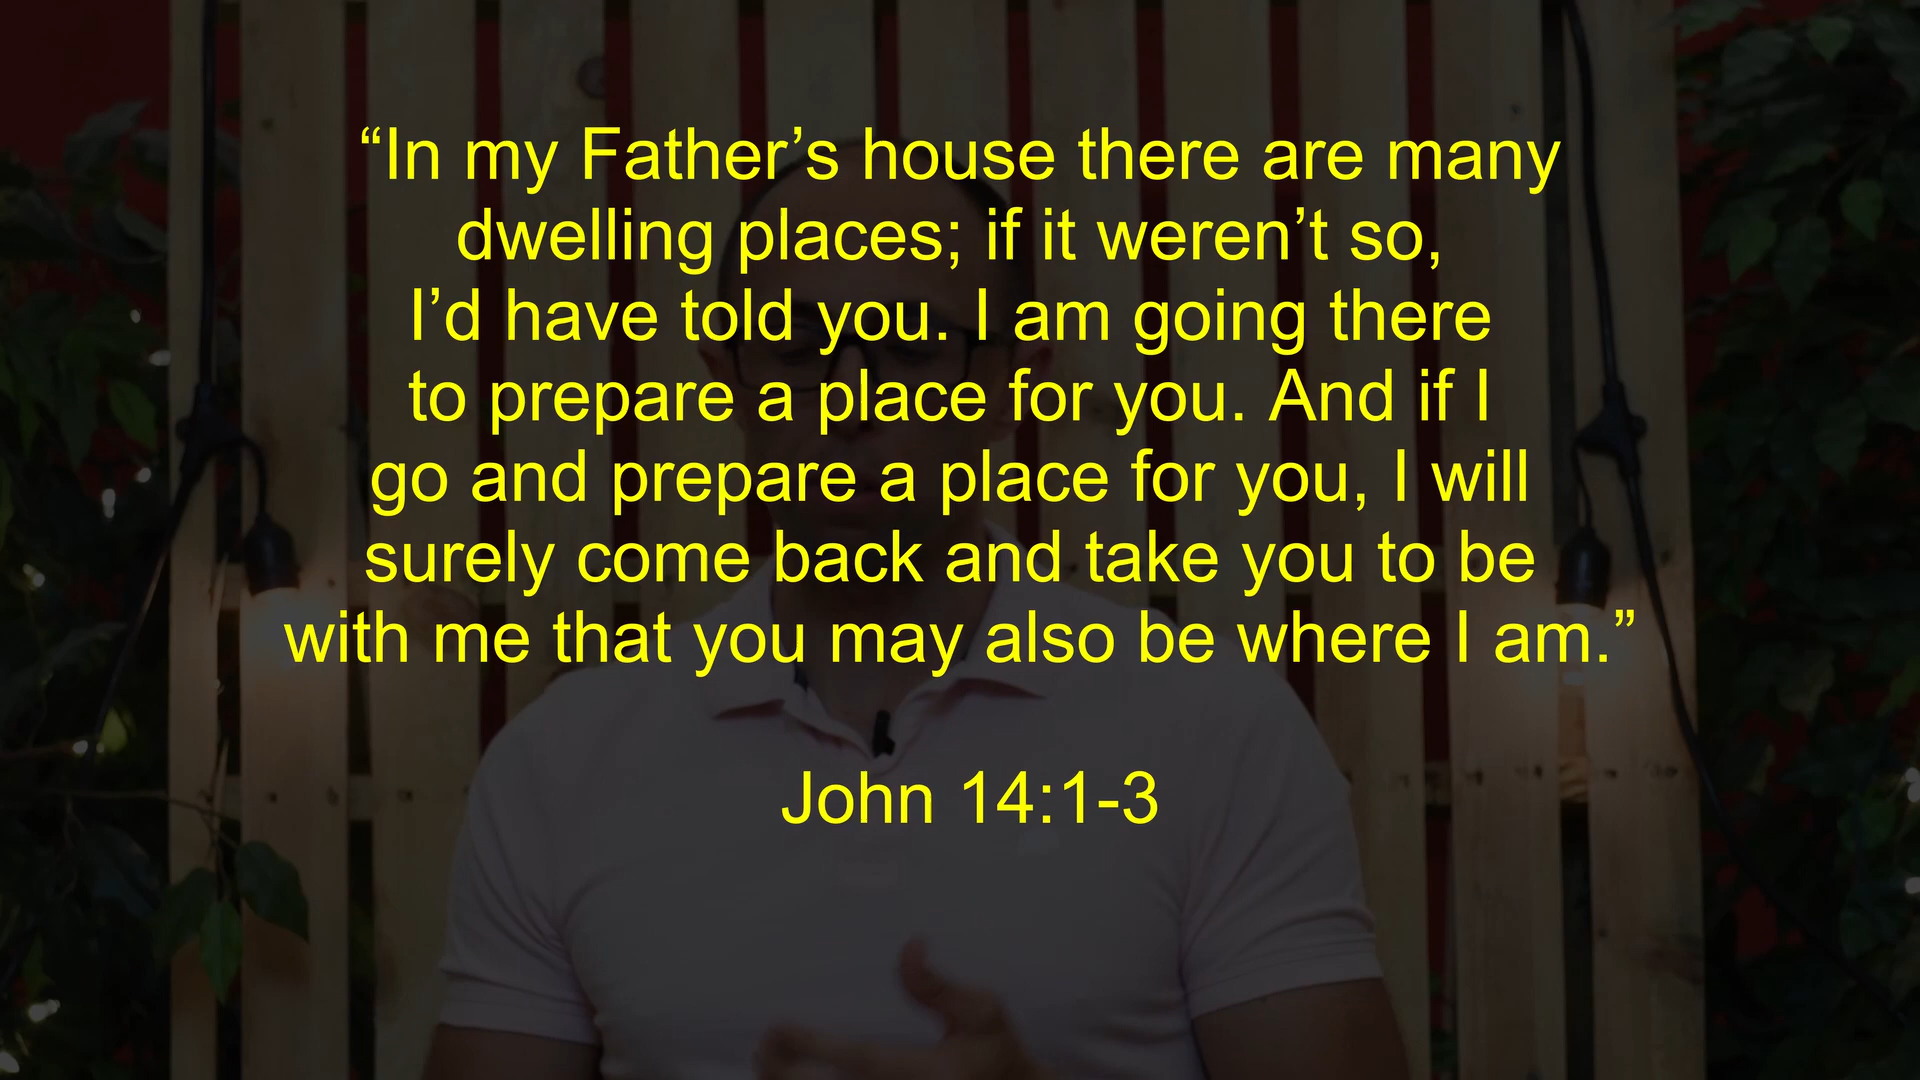 “In my Father’s house there are many
dwelling places; if it weren’t so,
I’d have told you. I am going there
to prepare a place for you. And if I
go and prepare a place for you, I will
surely come back and take you to be
with me that you may also be where I am.”
John 14:1-3